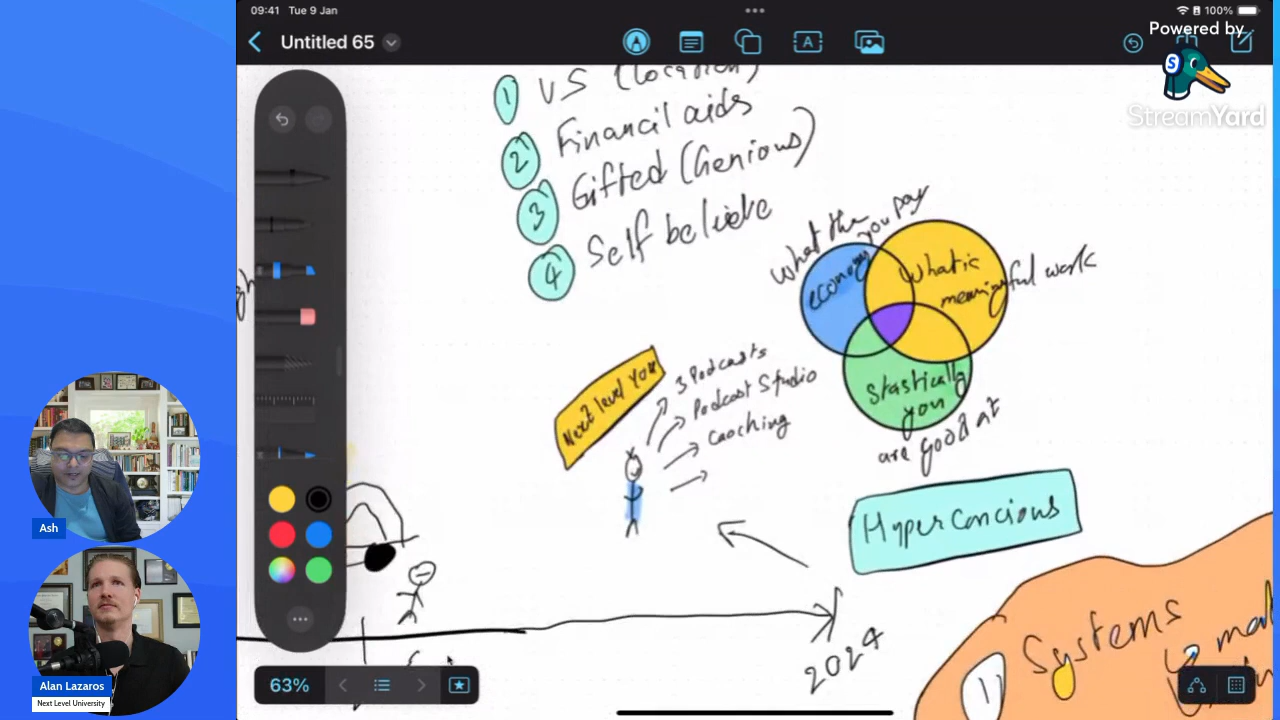 09:41 Tue 9 Jan
100%
Powered by
StreamYard
Untitled 65
A
S
1 US (Location)
2 Financil aids
3 Gifted (Genious)
4 Self believe
What the
economy
you pay
What is
meaningful work
Stastically
you
are good at
Next level You
3 Podcasts
Podcast Studio
Caoching
Hyperconcious
2024
1) Systems
63%
Ash
Alan Lazaros
Next Level University